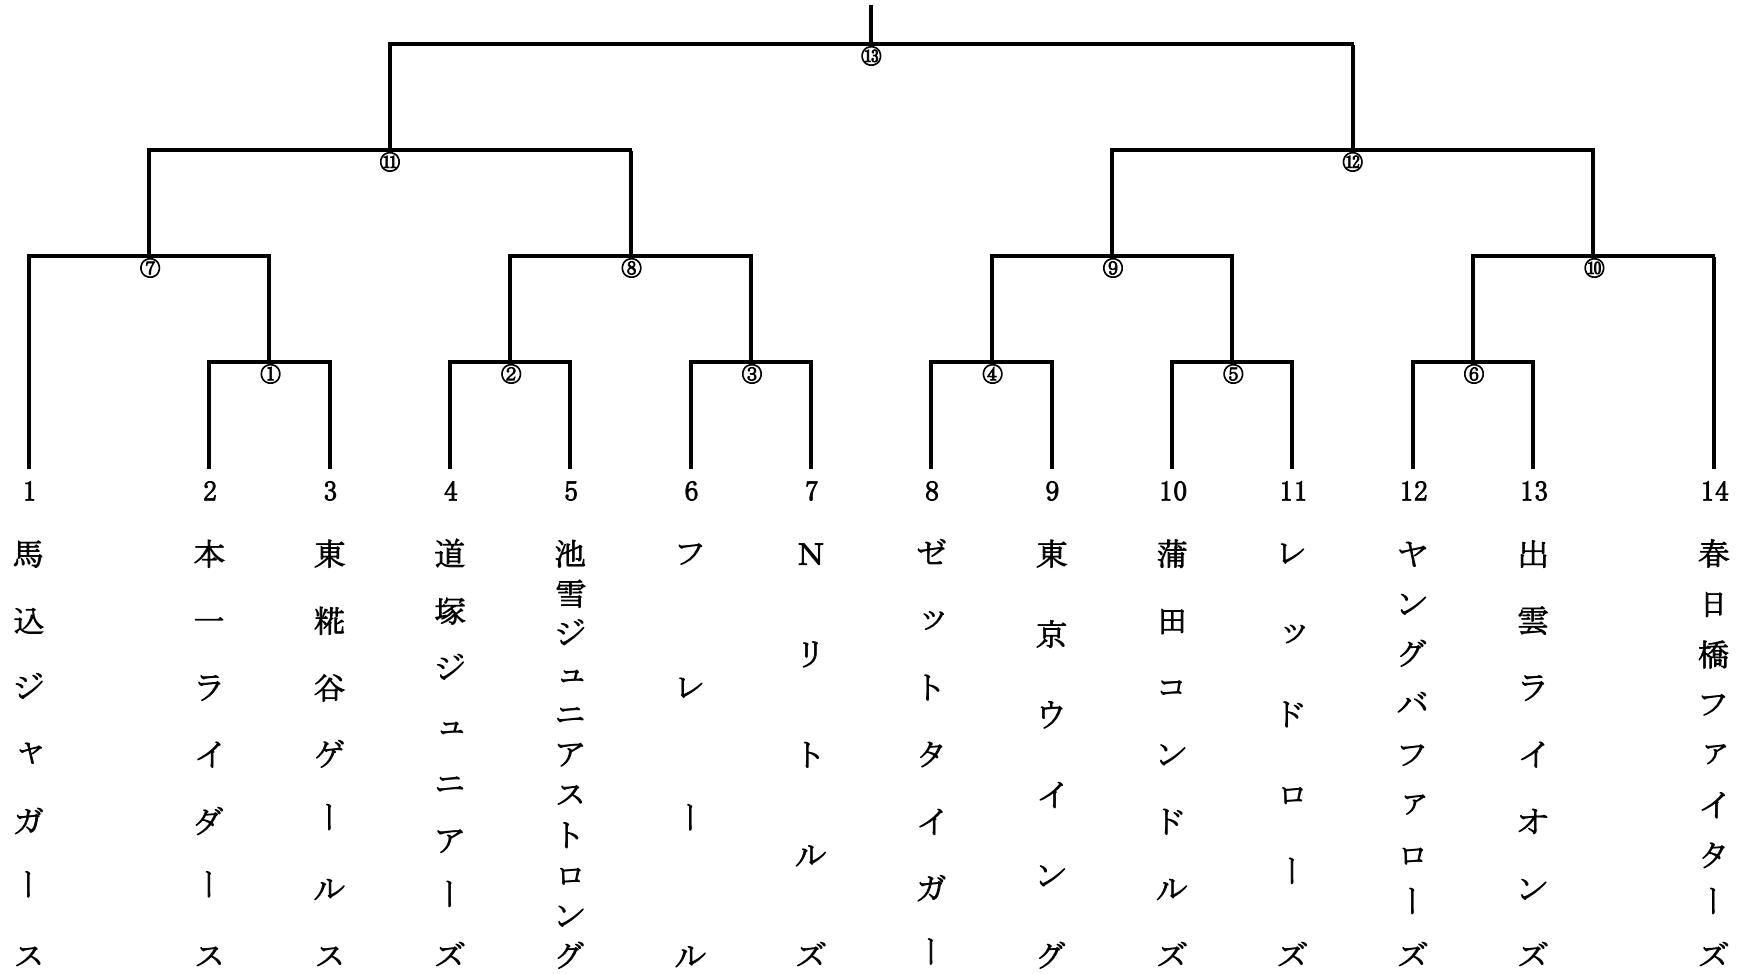 ⑬
⑪
⑫
⑦
⑧
⑨
⑩
①
②
③
④
⑤
⑥
1
2
3
4
5
6
7
8
9
10
11
12
13
14
馬込ジャガース
本一ライダース
東糀谷ゲールス
道塚ジュニアーズ
池雪ジュニアストロング
フレール
Nリトルズ
ゼットタイガー
東京ウイング
蒲田コンドルズ
レッドローズ
ヤングバファローズ
出雲ライオンズ
春日橋ファイターズ